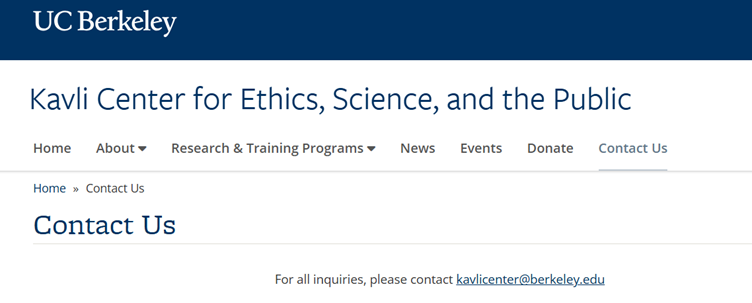 UC Berkeley
Kavli Center for Ethics, Science, and the Public
Home About Research & Training Programs News Events Donate Contact Us
Home » Contact Us
Contact Us
For all inquiries, please contact kavlicenter@berkeley.edu